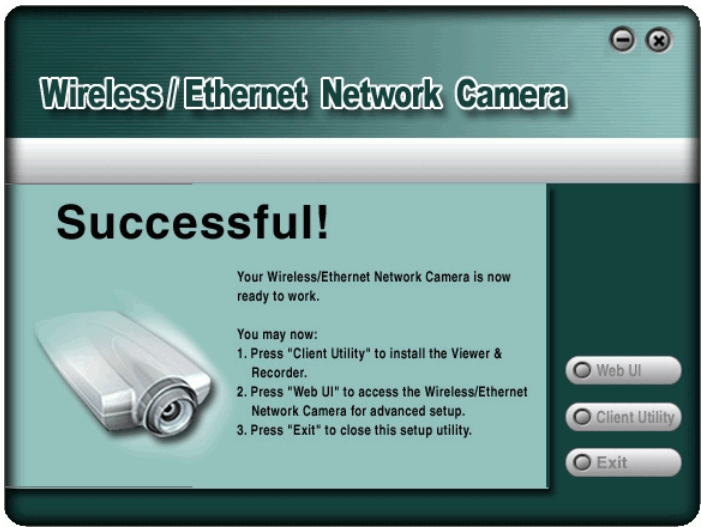 Wireless / Ethernet Network Camera
Successful!
Your Wireless/Ethernet Network Camera is now
ready to work.
You may now:
1. Press "Client Utility" to install the Viewer &
Recorder.
2. Press "Web UI" to access the Wireless/Ethernet
Network Camera for advanced setup.
3. Press "Exit" to close this setup utility.
Web UI
Client Utility
Exit